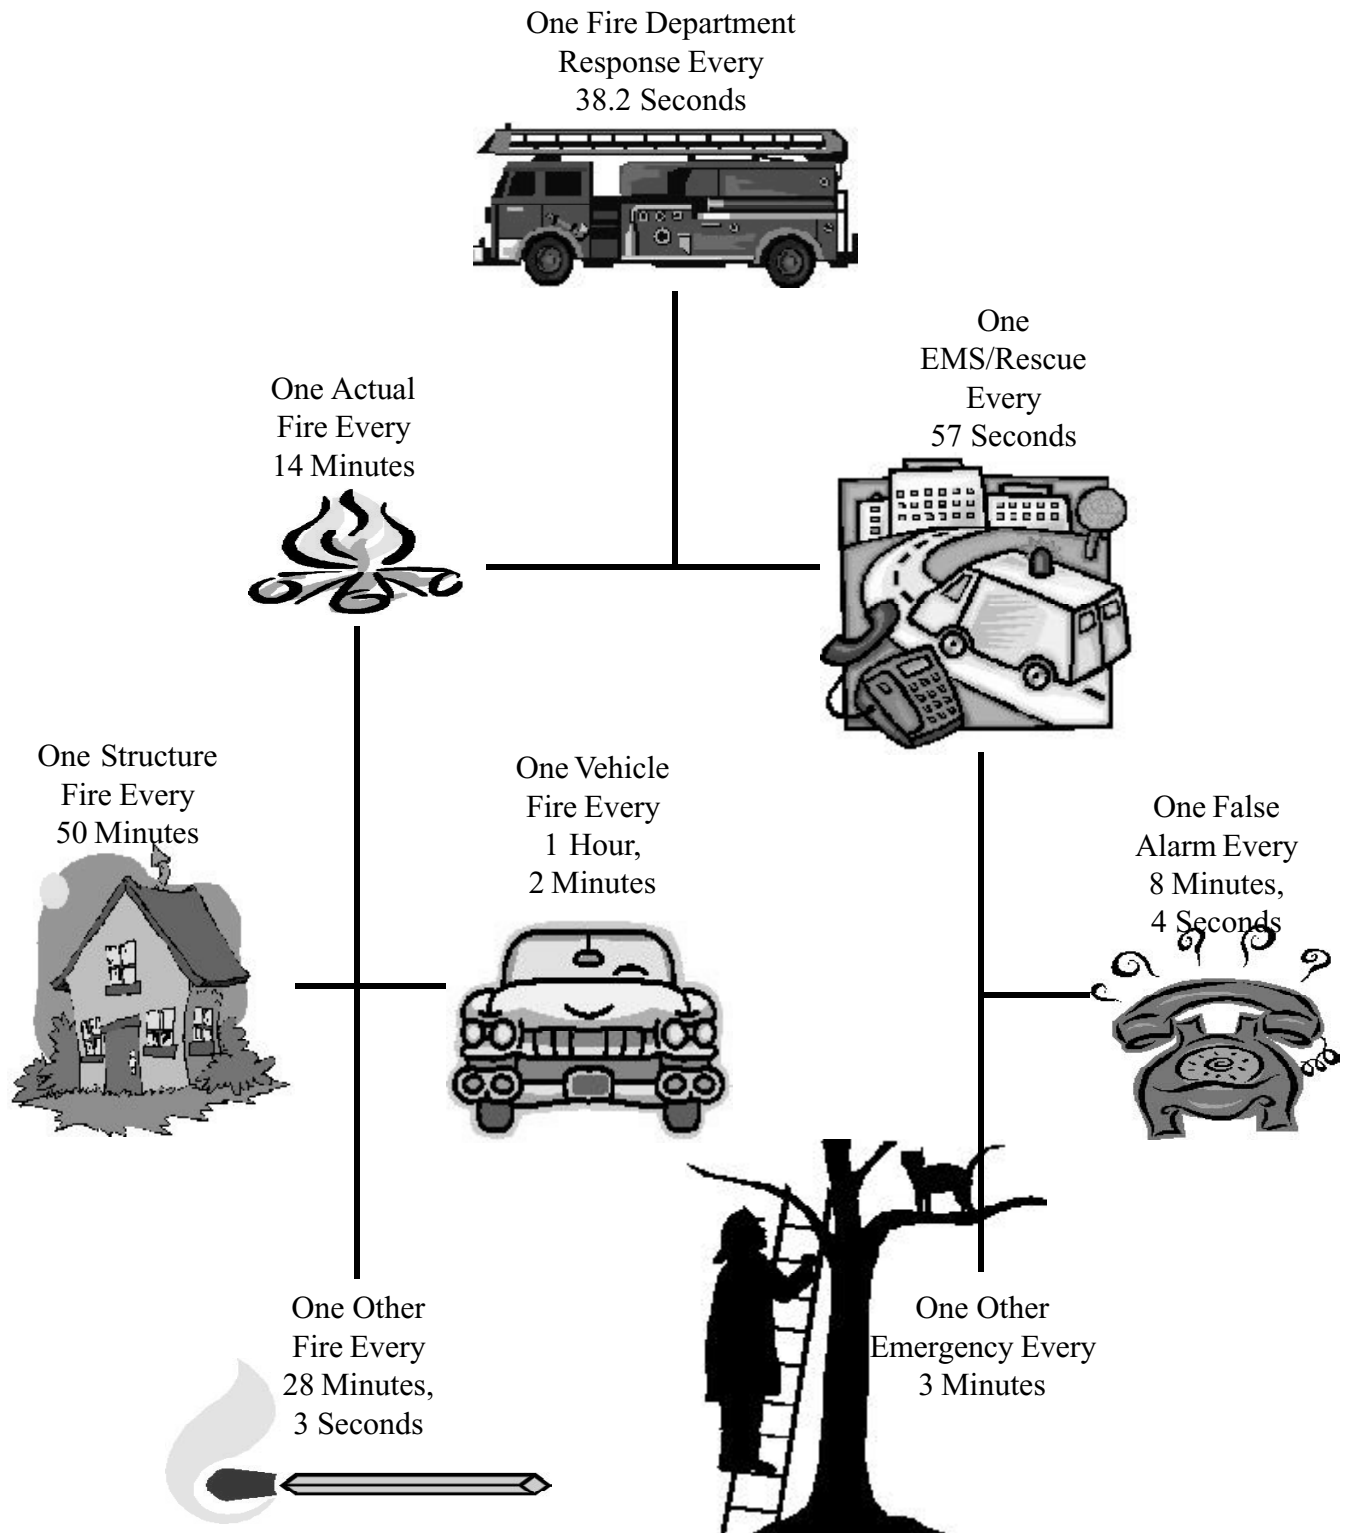 One Fire Department
Response Every
38.2 Seconds
One
EMS/Rescue
Every
57 Seconds
One Actual
Fire Every
14 Minutes
One Structure
Fire Every
50 Minutes
One Vehicle
Fire Every
1 Hour,
2 Minutes
One False
Alarm Every
8 Minutes,
4 Seconds
One Other
Fire Every
28 Minutes,
3 Seconds
One Other
Emergency Every
3 Minutes